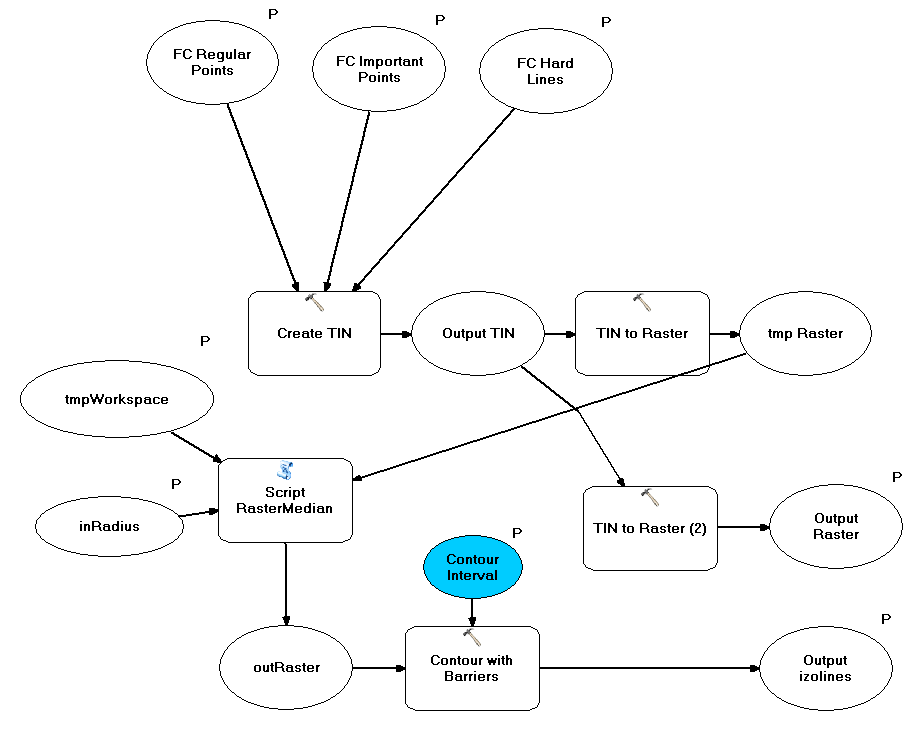 P
P
P
FC Regular
Points
FC Important
Points
FC Hard
Lines
Create TIN
Output TIN
TIN to Raster
tmp Raster
P
tmpWorkspace
P
inRadius
Script
RasterMedian
P
TIN to Raster (2)
Output
Raster
P
Contour
Interval
P
outRaster
Contour with
Barriers
Output
izolines